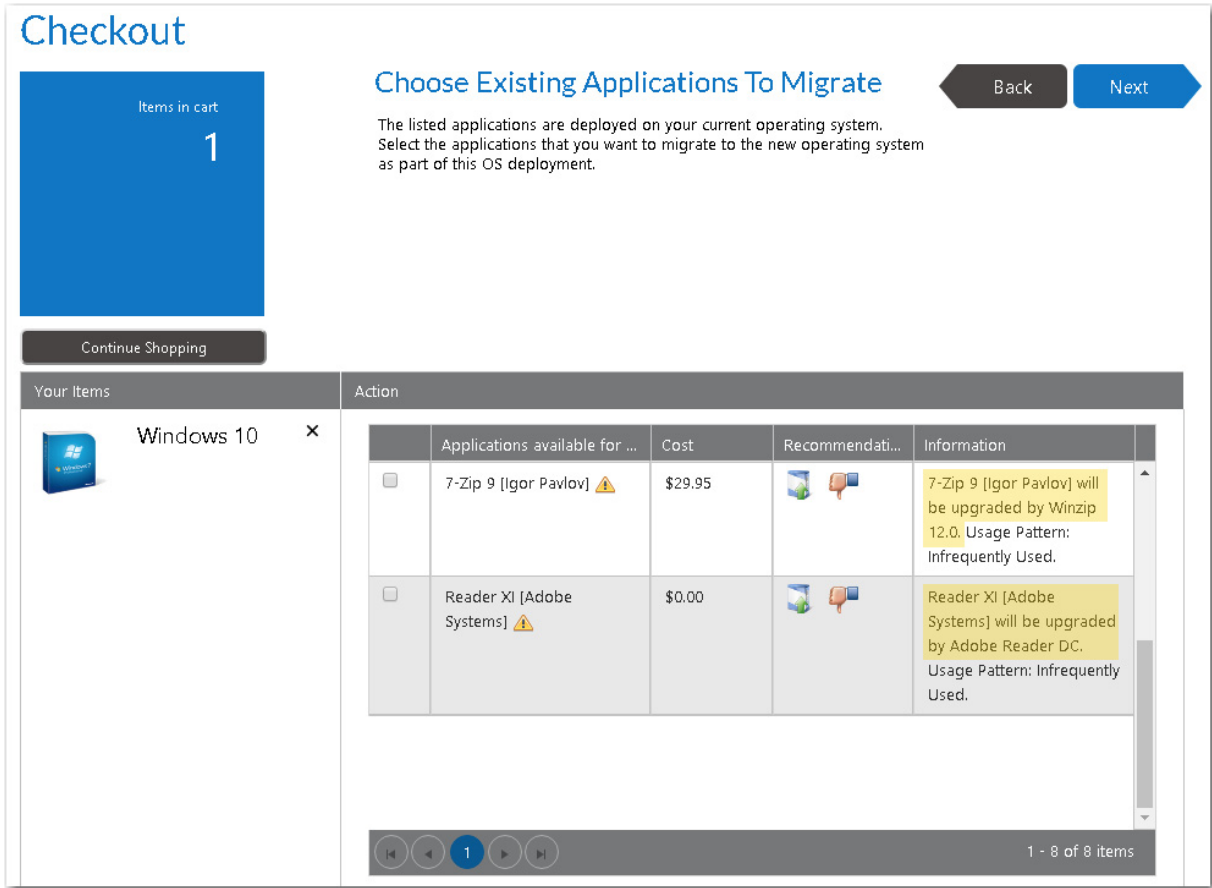 Checkout
Items in cart
1
Choose Existing Applications To Migrate
Back
Next
The listed applications are deployed on your current operating system.
Select the applications that you want to migrate to the new operating system
as part of this OS deployment.
Continue Shopping
Your Items
Action
Windows 10
Applications available for ...
Cost
Recommendati...
Information
7-Zip 9 [Igor Pavlov]
$29.95
7-Zip 9 [Igor Pavlov] will
be upgraded by Winzip
12.0. Usage Pattern:
Infrequently Used.
Reader XI [Adobe
Systems]
$0.00
Reader XI [Adobe
Systems] will be upgraded
by Adobe Reader DC.
Usage Pattern: Infrequently
Used.
1
1 - 8 of 8 items